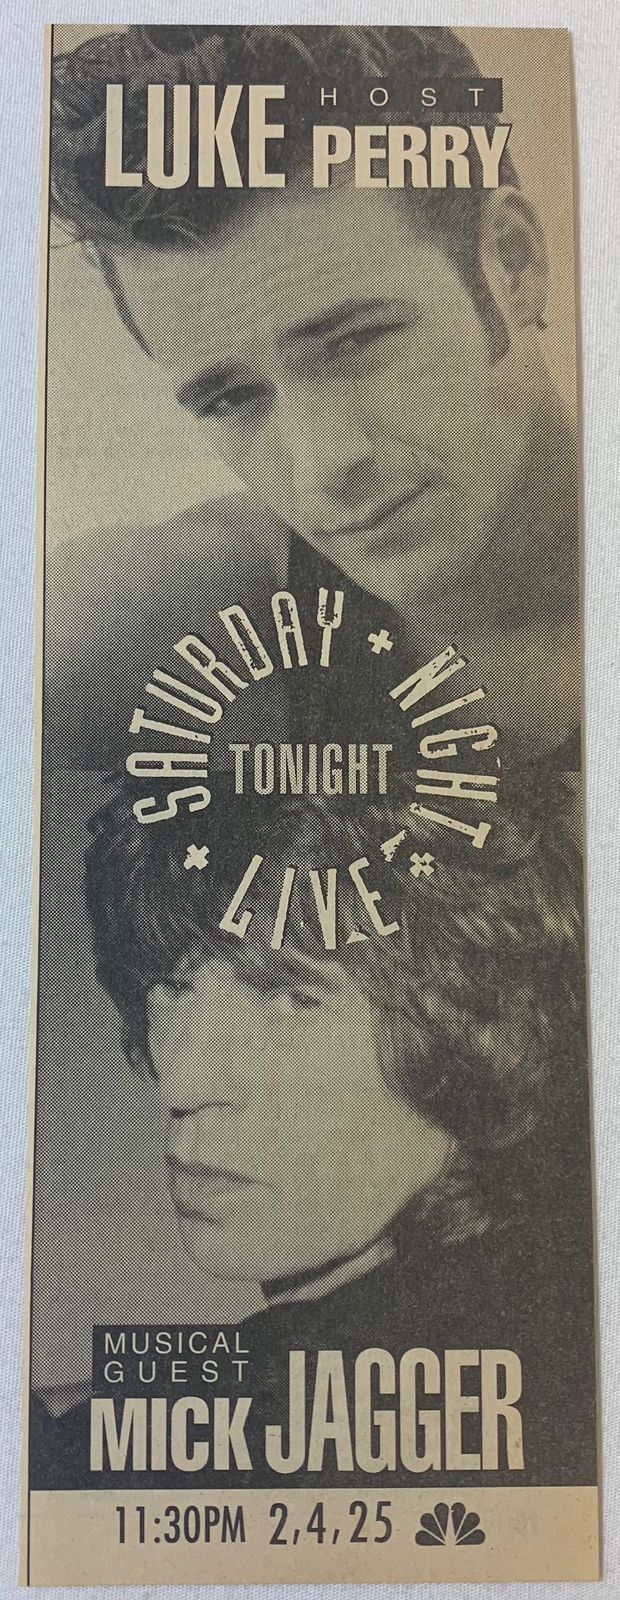 HOST
LUKE PERRY
SATURDAY NIGHT LIVE
TONIGHT
MUSICAL
GUEST
MICK JAGGER
11:30PM 2,4,25